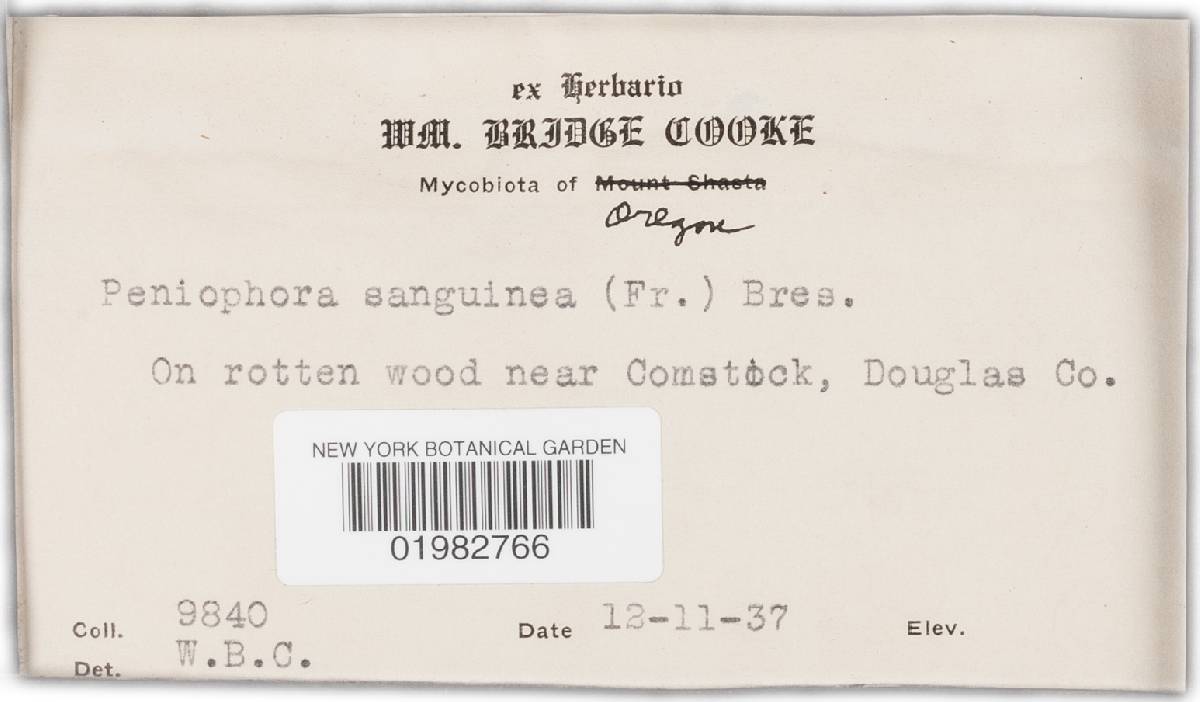 ex Herbario
WM. BRIDGE COOKE
Mycobiota of Mount Shasta
Oregon
Peniophora sanguinea (Fr.) Bres.
On rotten wood near Comstock, Douglas Co.
NEW YORK BOTANICAL GARDEN
01982766
Coll. 9840 Date 12-11-37 Elev.
Det. W.B.C.